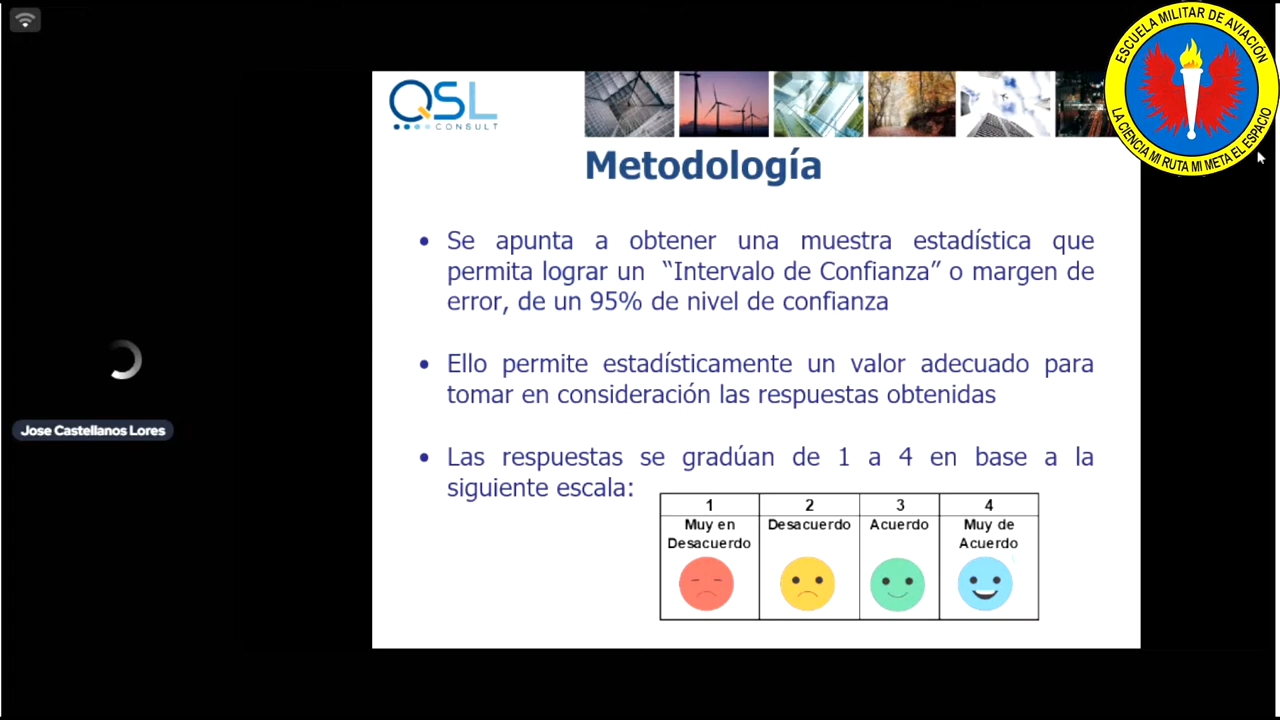 ESCUELA MILITAR DE AVIACIÓN
LA CIENCIA MI RUTA MI META EL ESPACIO
QSL
CONSULT
Metodología
• Se apunta a obtener una muestra estadística que
permita lograr un “Intervalo de Confianza” o margen de
error, de un 95% de nivel de confianza
• Ello permite estadísticamente un valor adecuado para
tomar en consideración las respuestas obtenidas
• Las respuestas se gradúan de 1 a 4 en base a la
siguiente escala:
1 2 3 4
Muy en Desacuerdo Desacuerdo Acuerdo Muy de Acuerdo
Jose Castellanos Lores